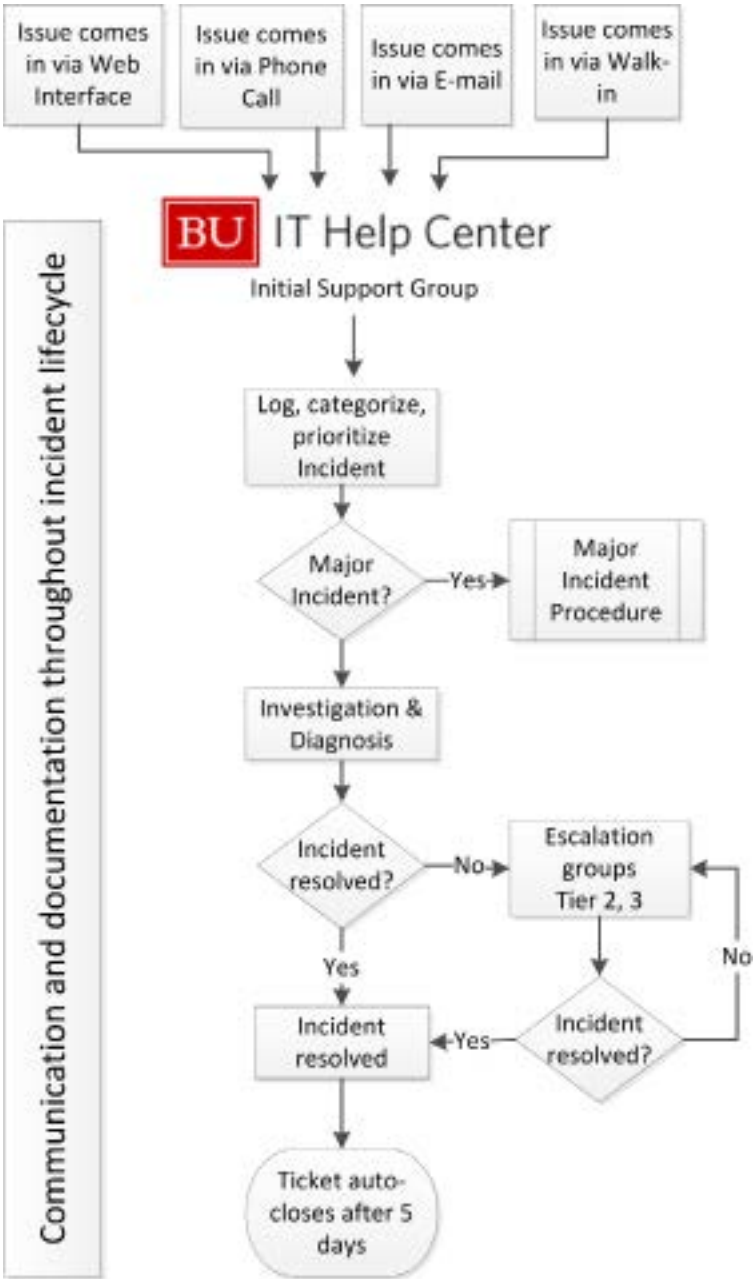 Issue comes
in via Web
Interface
Issue comes
in via Phone
Call
Issue comes
in via E-mail
Issue comes
in via Walk-
in
BU IT Help Center
Initial Support Group
Communication and documentation throughout incident lifecycle
Log, categorize,
prioritize
Incident
Major
Incident?
Yes
Major
Incident
Procedure
Investigation &
Diagnosis
Incident
resolved?
No
Escalation
groups
Tier 2, 3
No
Yes
Incident
resolved
Yes
Incident
resolved?
Ticket auto-
closes after 5
days